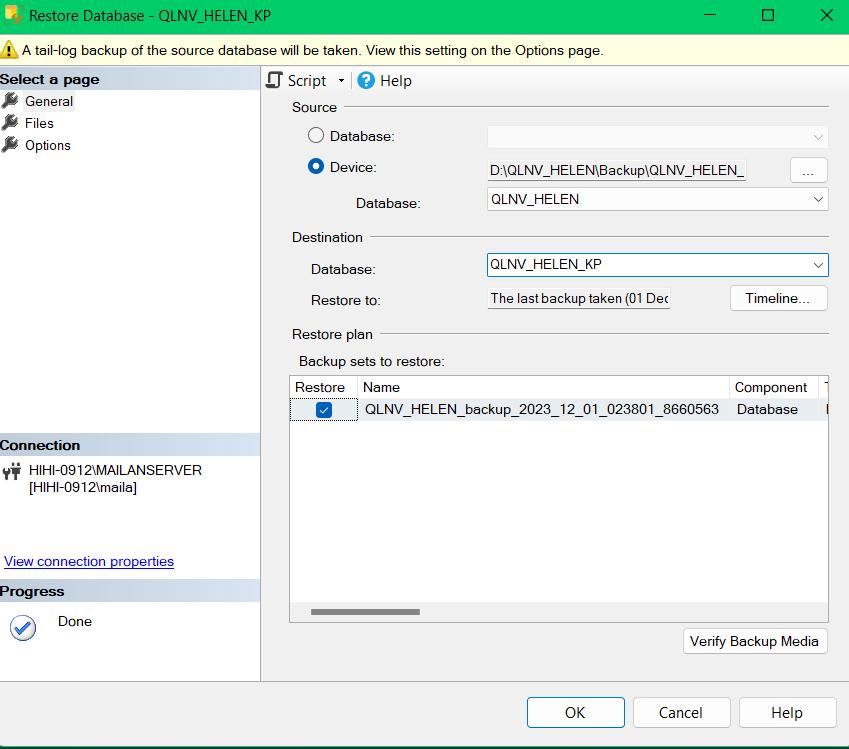 Restore Database - QLNV_HELEN_KP
A tail-log backup of the source database will be taken. View this setting on the Options page.
Select a page
General
Files
Options
Script
Help
Source
Database:
Device:
D:\QLNV_HELEN\Backup\QLNV_HELEN_
...
Database:
QLNV_HELEN
Destination
Database:
QLNV_HELEN_KP
Restore to:
The last backup taken (01 Dec
Timeline...
Restore plan
Backup sets to restore:
Restore Name Component
QLNV_HELEN_backup_2023_12_01_023801_8660563 Database
Connection
HIHI-0912\MAILANSERVER
[HIHI-0912\maila]
View connection properties
Progress
Done
Verify Backup Media
OK Cancel Help